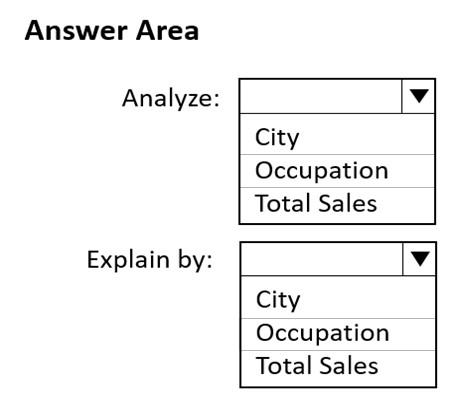 Answer Area
Analyze:
City
Occupation
Total Sales
Explain by:
City
Occupation
Total Sales